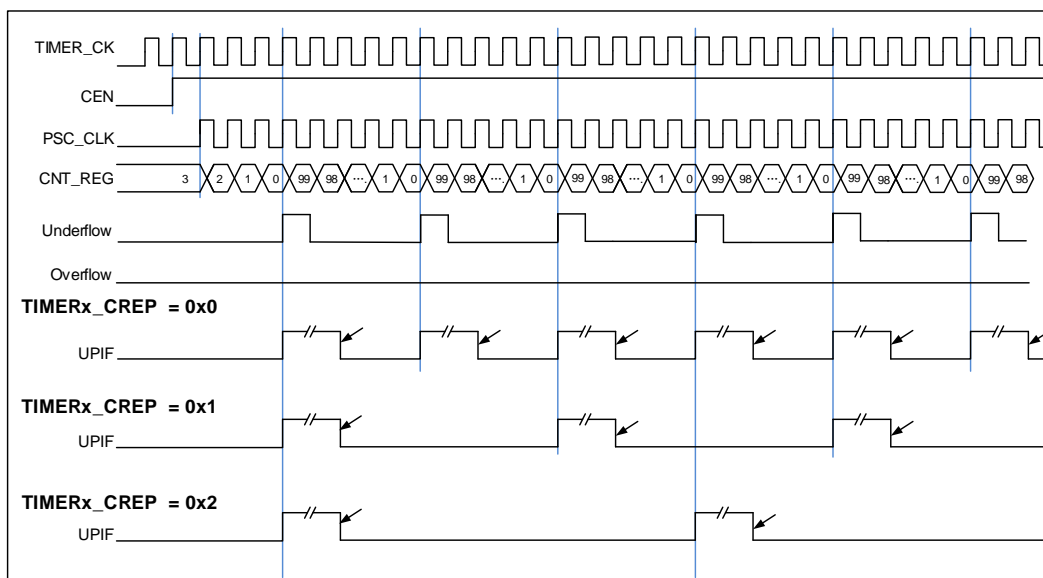 TIMER_CK
CEN
PSC_CLK
CNT_REG 3 2 1 0 99 98 .... 1 0 99 98 .... 1 0 99 98 .... 1 0 99 98 .... 1 0 99 98 .... 1 0 99 98
Underflow
Overflow
TIMERx_CREP = 0x0
UPIF
TIMERx_CREP = 0x1
UPIF
TIMERx_CREP = 0x2
UPIF